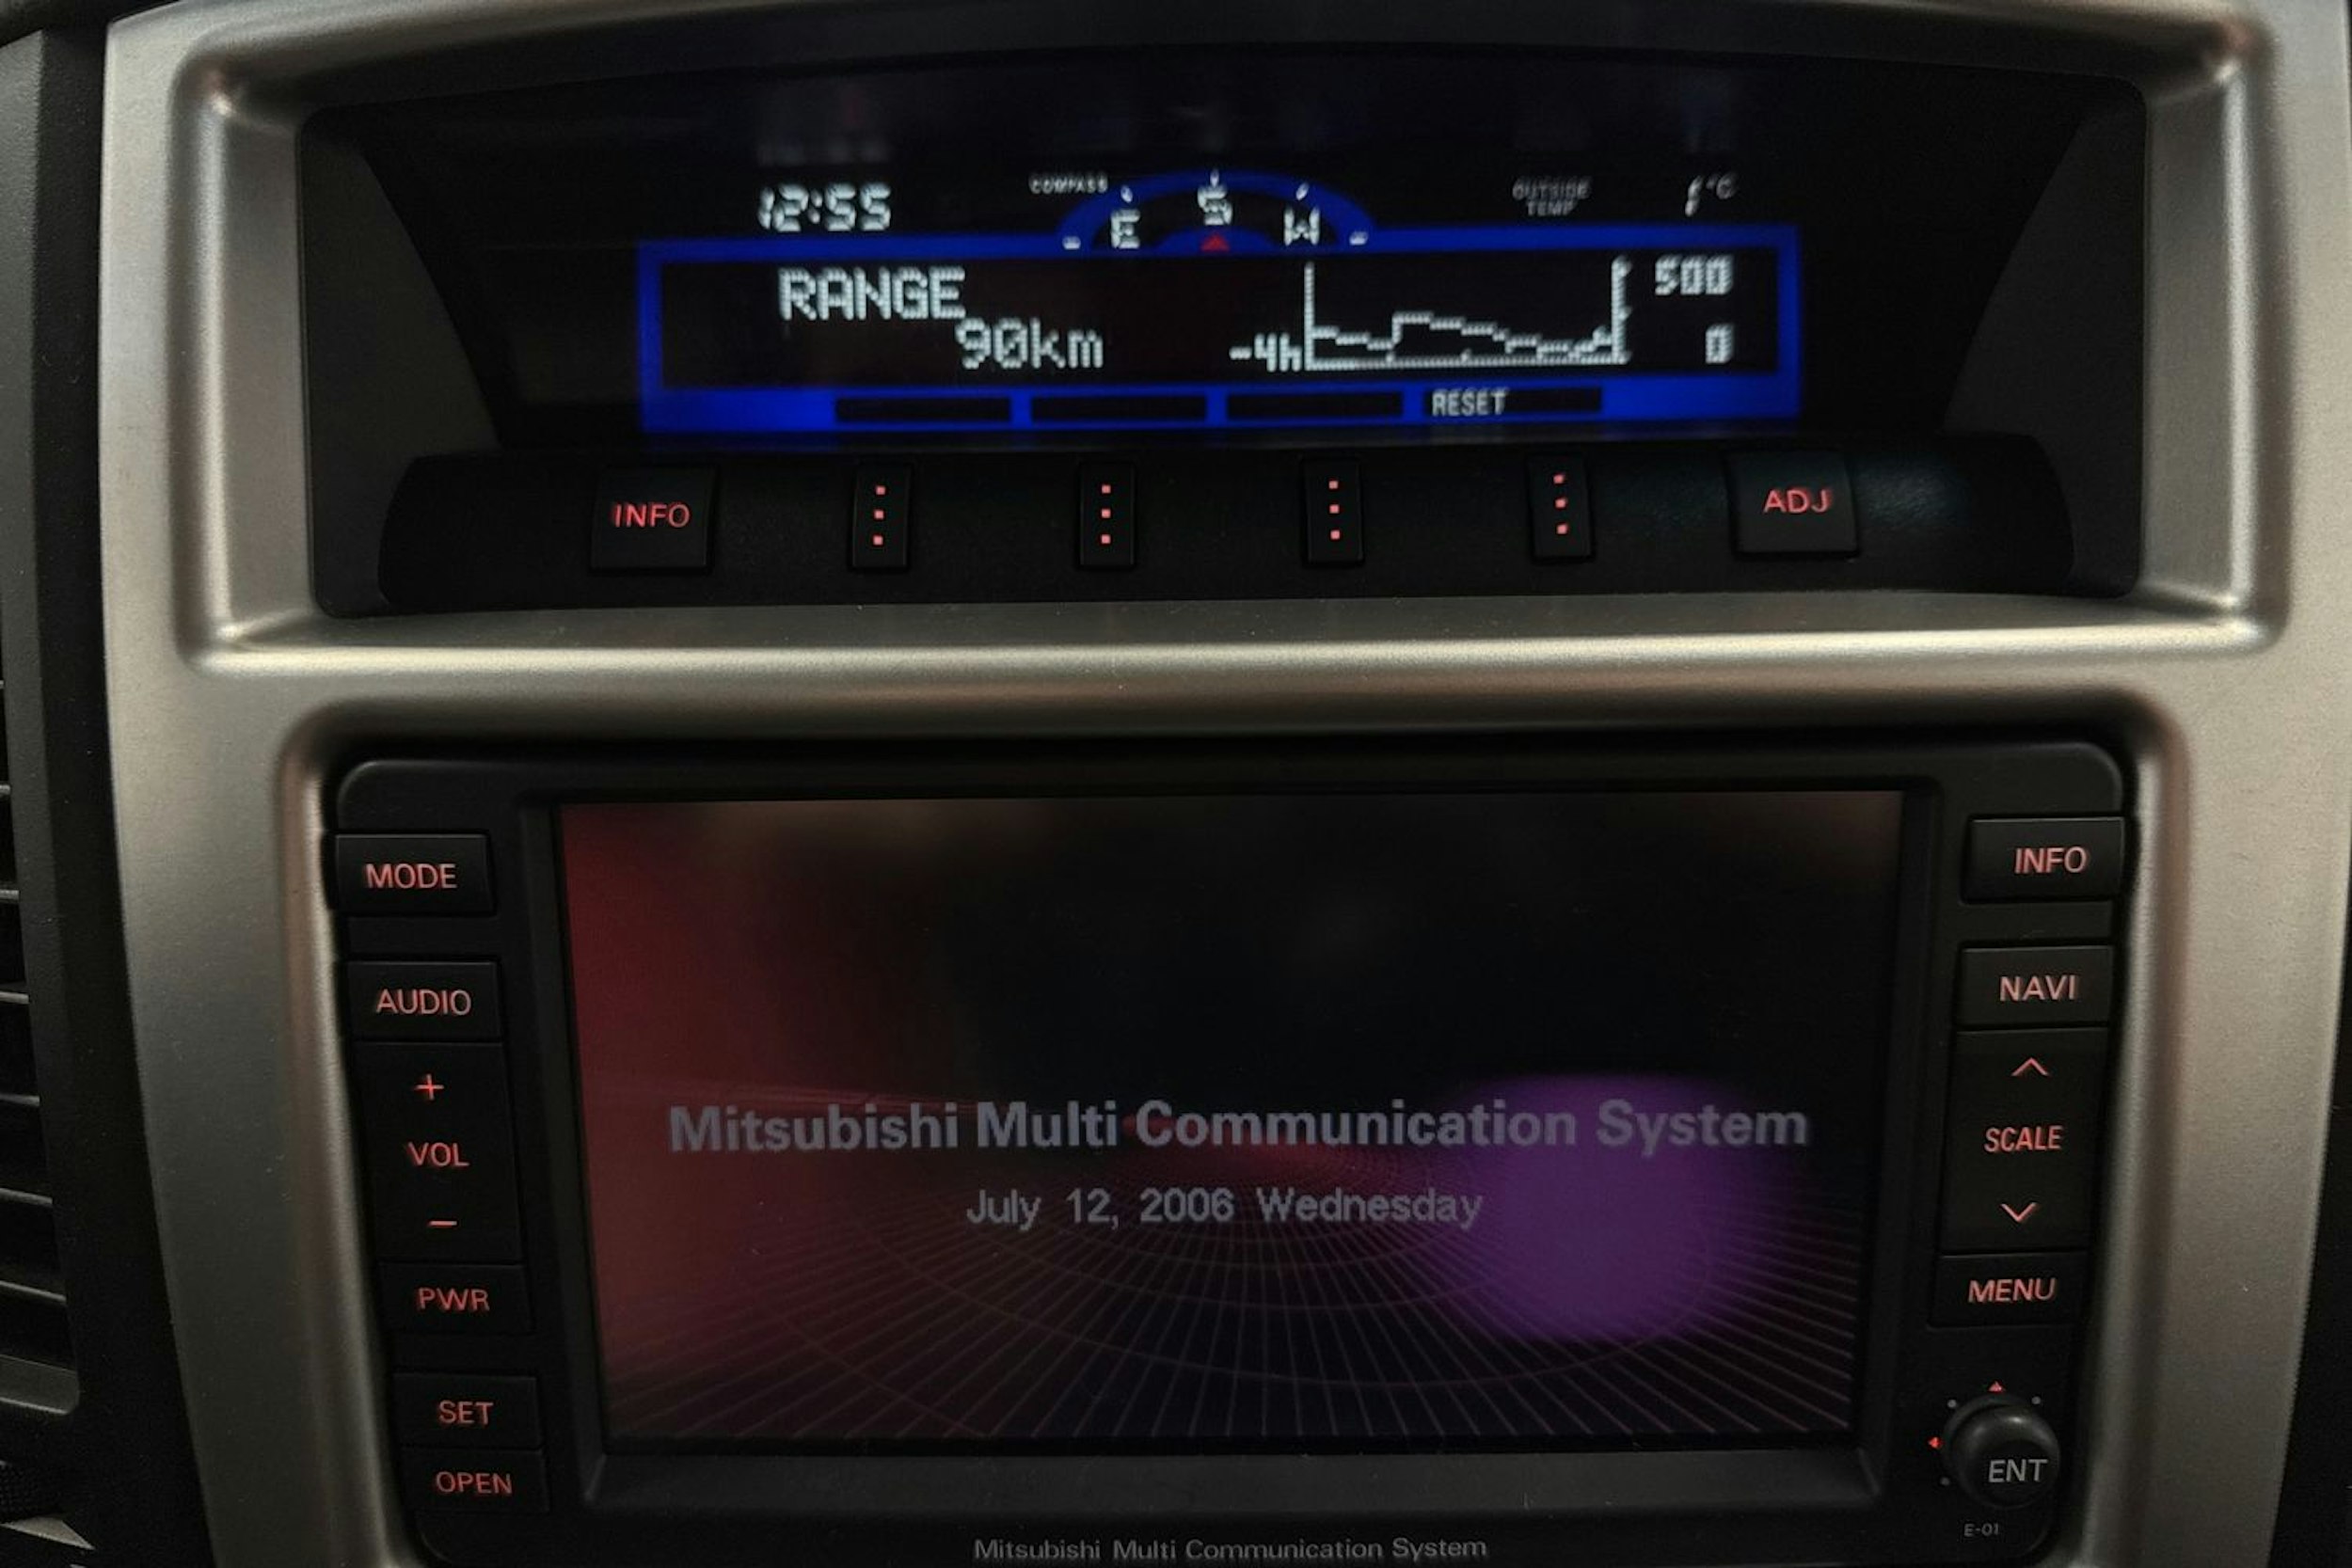 12:55
COMPASS
E S W
OUTSIDE
TEMP
°C
RANGE
90km
-4h
500
0
RESET
INFO
ADJ
MODE
AUDIO
+
VOL
−
PWR
SET
OPEN
Mitsubishi Multi Communication System
July 12, 2006 Wednesday
INFO
NAVI
SCALE
MENU
ENT
E-01
Mitsubishi Multi Communication System